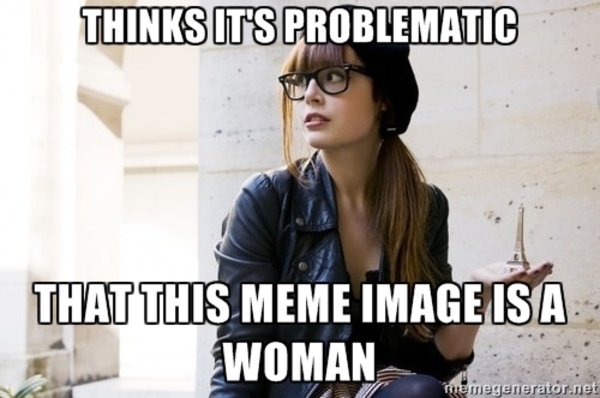 THINKS IT'S PROBLEMATIC
THAT THIS MEME IMAGE IS A
WOMAN
memegenerator.net